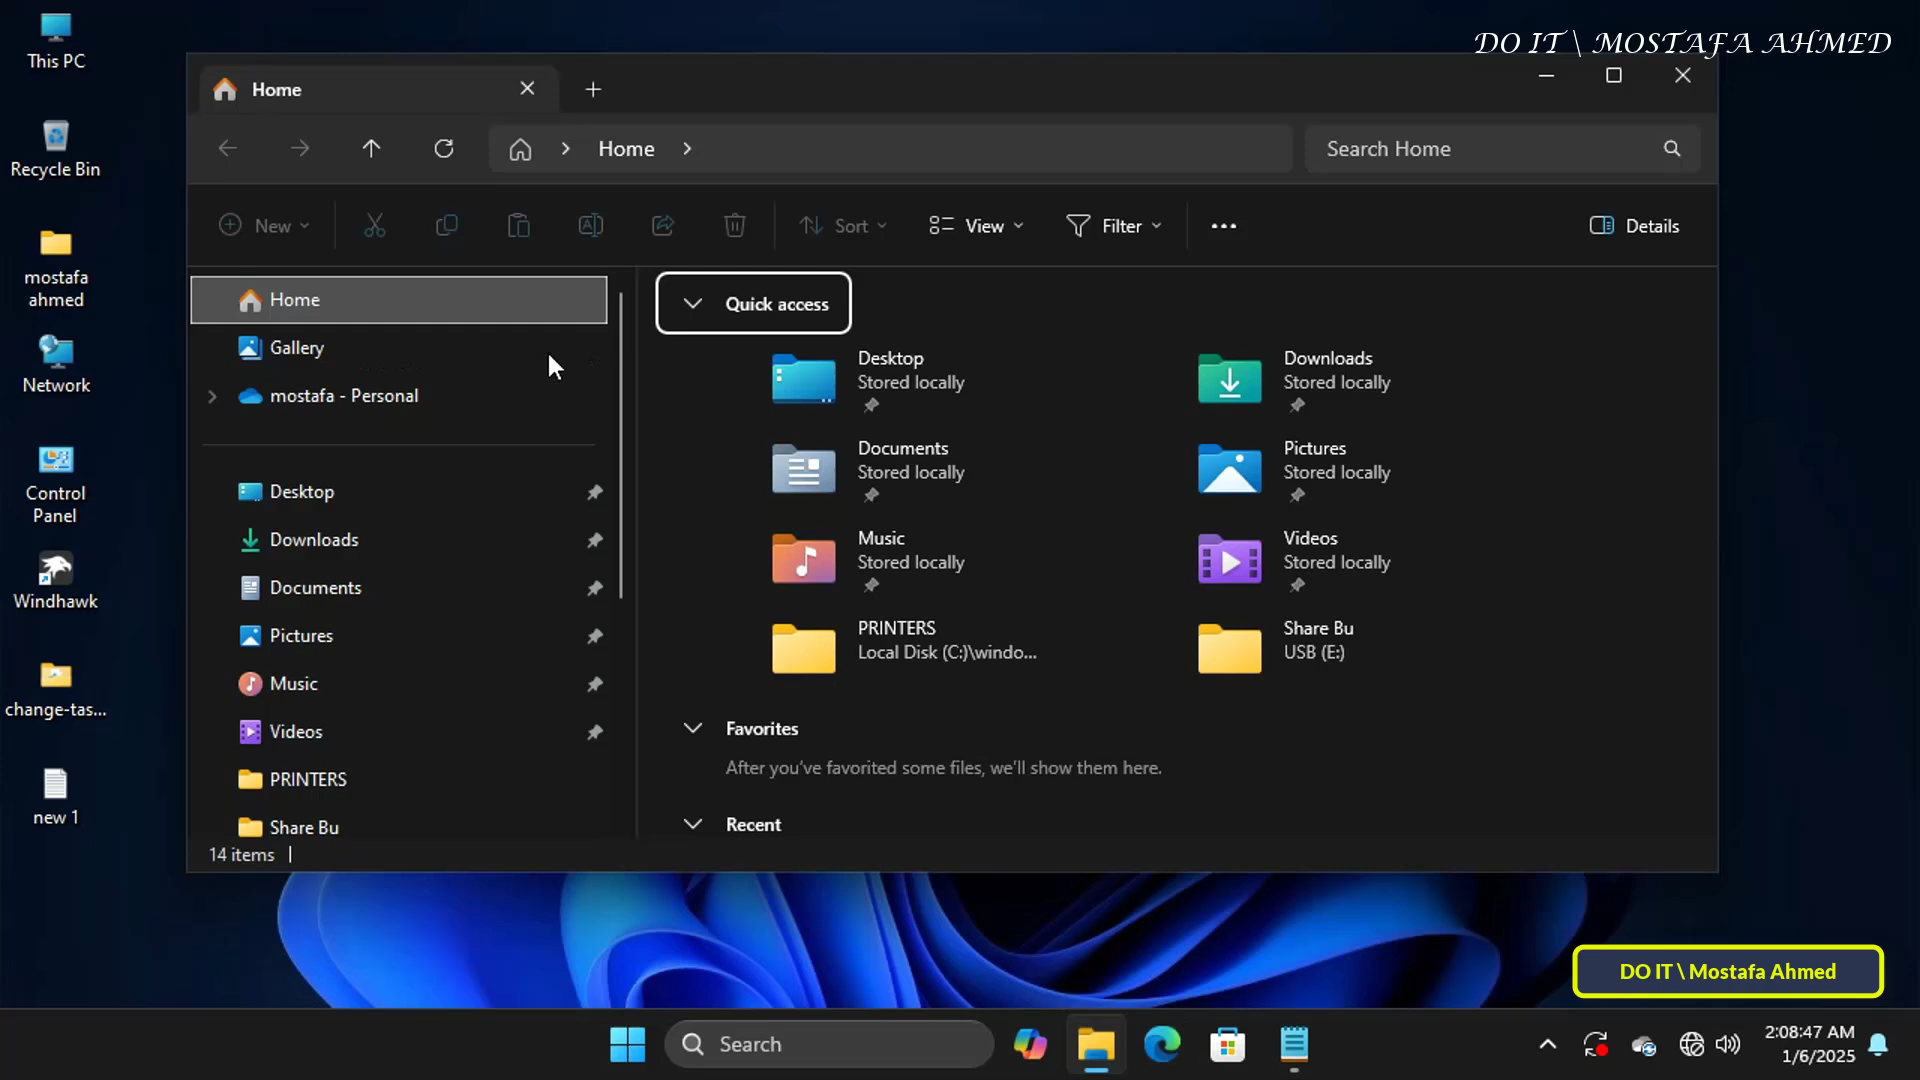 This PC
Recycle Bin
mostafa
ahmed
Network
Control
Panel
Windhawk
change-tas...
new 1
DO IT \ MOSTAFA AHMED
Home
Home
Search Home
New
Sort
View
Filter
Details
Home
Gallery
mostafa - Personal
Desktop
Downloads
Documents
Pictures
Music
Videos
PRINTERS
Share Bu
14 items
Quick access
Desktop
Stored locally
Downloads
Stored locally
Documents
Stored locally
Pictures
Stored locally
Music
Stored locally
Videos
Stored locally
PRINTERS
Local Disk (C:)\windo...
Share Bu
USB (E:)
Favorites
After you've favorited some files, we'll show them here.
Recent
DO IT \ Mostafa Ahmed
Search
2:08:47 AM
1/6/2025